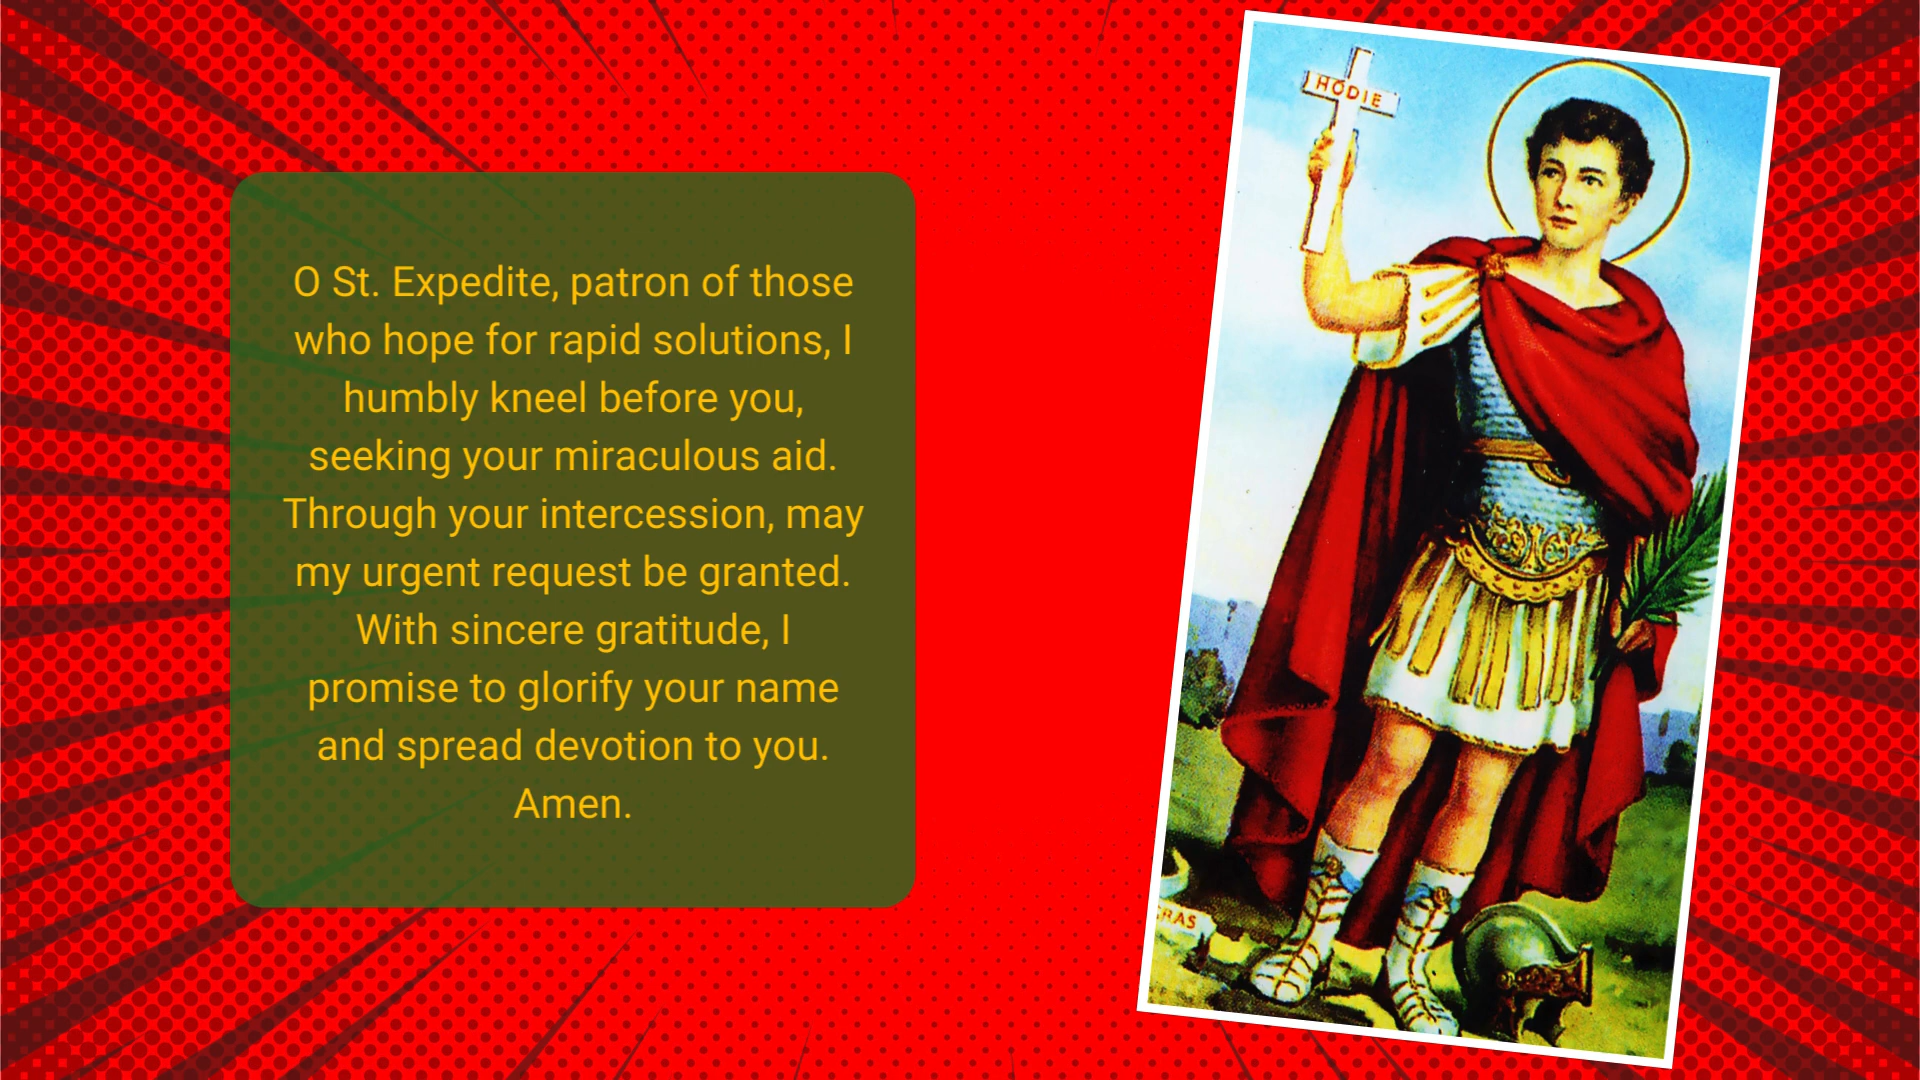 O St. Expedite, patron of those
who hope for rapid solutions, I
humbly kneel before you,
seeking your miraculous aid.
Through your intercession, may
my urgent request be granted.
With sincere gratitude, I
promise to glorify your name
and spread devotion to you.
Amen.
HODIE
RAS